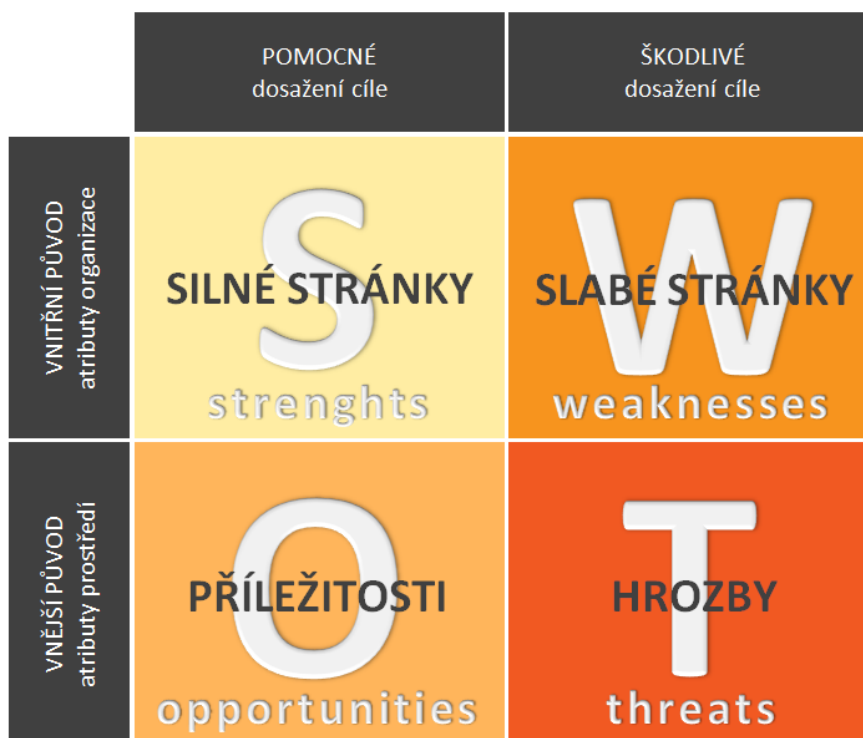 POMOCNÉ
dosažení cíle
ŠKODLIVÉ
dosažení cíle
VNITŘNÍ PŮVOD
atributy organizace
S
SILNÉ STRÁNKY
strenghts
W
SLABÉ STRÁNKY
weaknesses
VNĚJŠÍ PŮVOD
atributy prostředí
O
PŘÍLEŽITOSTI
opportunities
T
HROZBY
threats